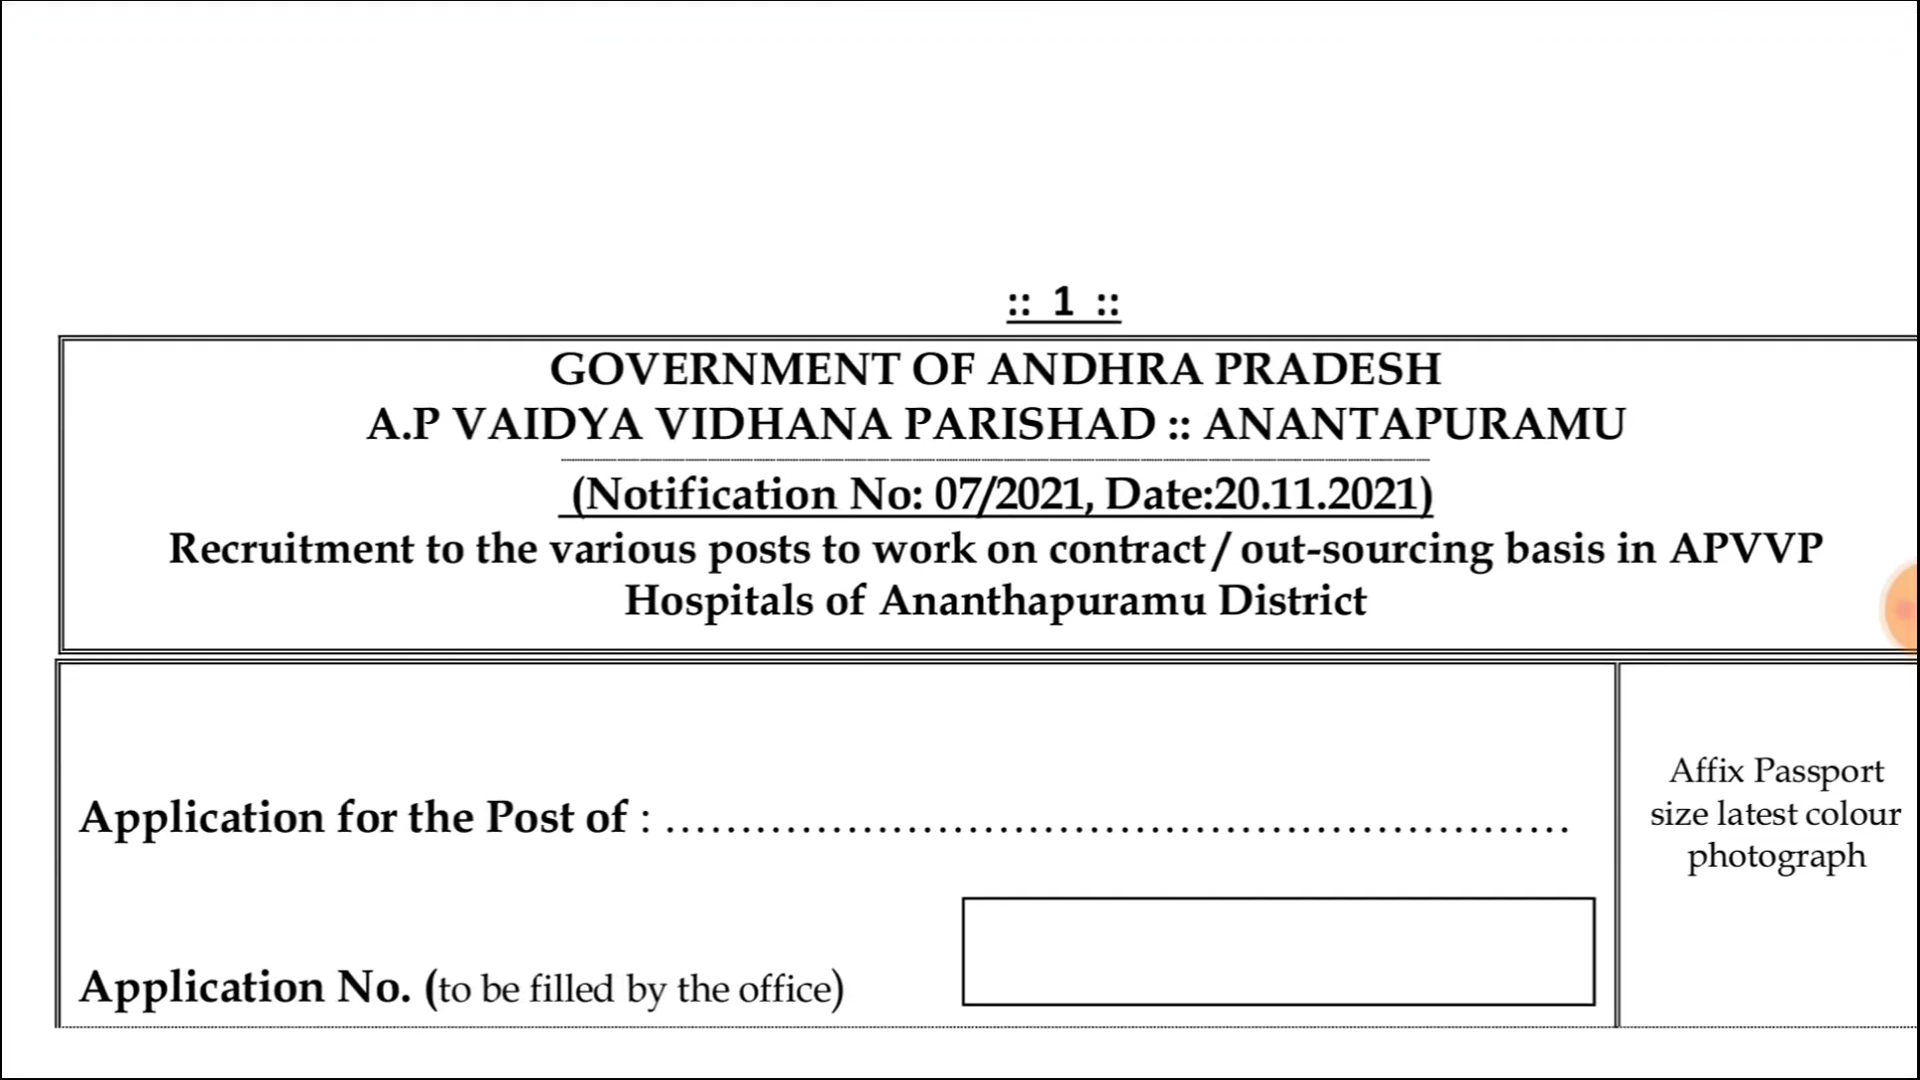 :: 1 ::
GOVERNMENT OF ANDHRA PRADESH
A.P VAIDYA VIDHANA PARISHAD :: ANANTAPURAMU
(Notification No: 07/2021, Date:20.11.2021)
Recruitment to the various posts to work on contract / out-sourcing basis in APVVP
Hospitals of Ananthapuramu District
Application for the Post of : ............................................................
Affix Passport
size latest colour
photograph
Application No. (to be filled by the office)